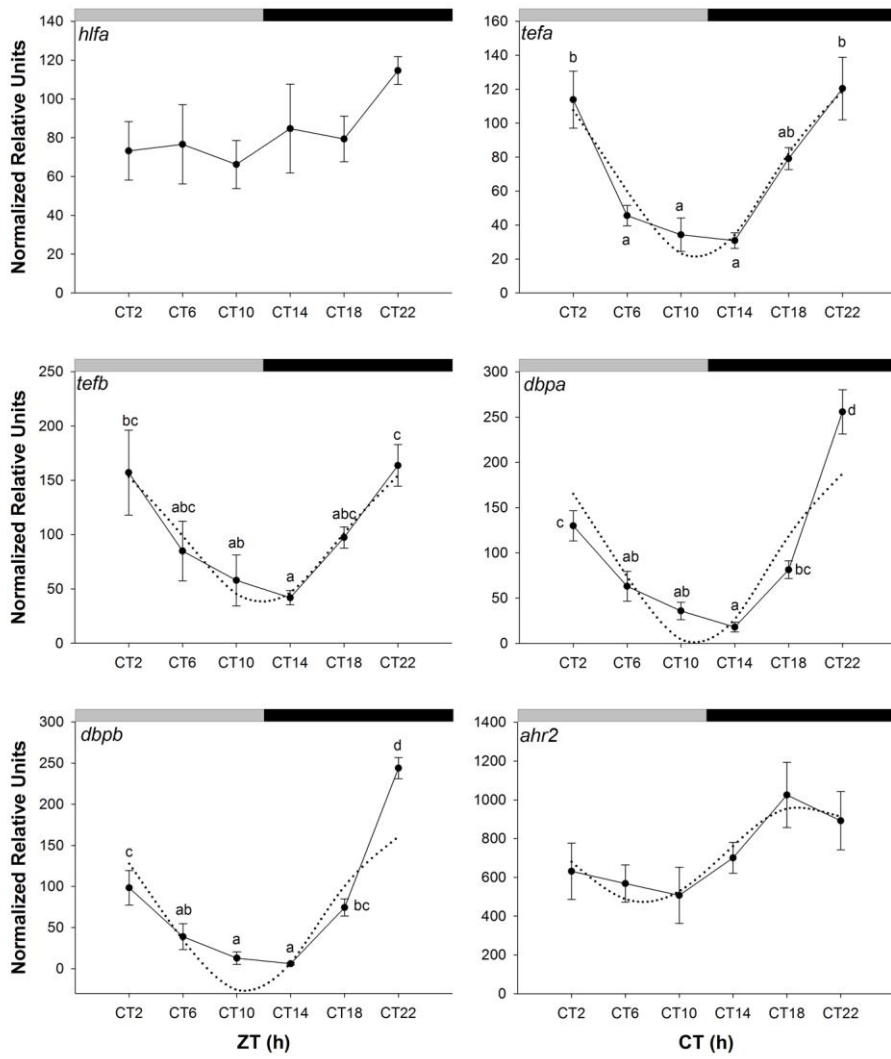 hlfa
Normalized Relative Units
140
120
100
80
60
40
20
0
CT2 CT6 CT10 CT14 CT18 CT22
tefa
160
140
120
100
80
60
40
20
0
b
a
a
a
ab
b
CT2 CT6 CT10 CT14 CT18 CT22
tefb
Normalized Relative Units
250
200
150
100
50
0
bc
abc
ab
a
abc
c
CT2 CT6 CT10 CT14 CT18 CT22
dbpa
300
250
200
150
100
50
0
c
ab
ab
a
bc
d
CT2 CT6 CT10 CT14 CT18 CT22
dbpb
Normalized Relative Units
300
250
200
150
100
50
0
c
ab
a
a
bc
d
CT2 CT6 CT10 CT14 CT18 CT22
ZT (h)
ahr2
1400
1200
1000
800
600
400
200
0
CT2 CT6 CT10 CT14 CT18 CT22
CT (h)